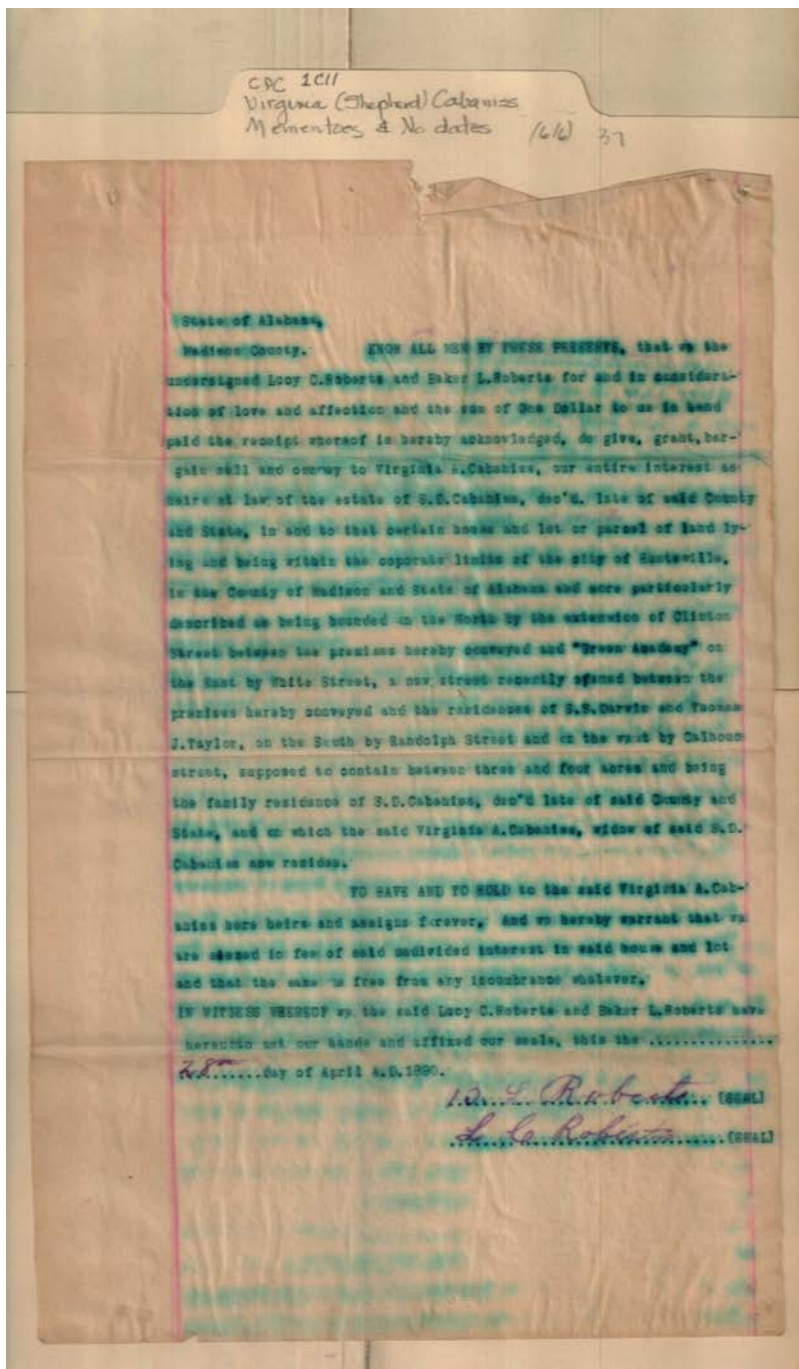 CPC 1C11
Virginia (Shepherd) Cabaniss
Mementoes & No dates (616) 37
State of Alabama,
Madison County. KNOW ALL MEN BY THESE PRESENTS, that we the
undersigned Lucy C.Roberts and Baker L.Roberts for and in considera-
tion of love and affection and the sum of One Dollar to us in hand
paid the receipt whereof is hereby acknowledged, do give, grant, bar-
gain sell and convey to Virginia A.Cabaniss, our entire interest as
heirs at law of the estate of S.D.Cabaniss, dec'd. late of said County
and State, in and to that certain house and lot or parcel of land ly-
ing and being within the coporate limits of the city of Huntsville,
in the County of Madison and State of Alabama and more particularly
described as being bounded on the North by the extension of Clinton
Street between the premises hereby conveyed and "Green Academy" on
the East by White Street, a new street recently opened between the
premises hereby conveyed and the residences of S.S.Darwin and Thomas
J.Taylor, on the South by Randolph Street and on the west by Calhoun
street, supposed to contain between three and four acres and being
the family residence of S.D.Cabaniss, dec'd late of said County and
State, and on which the said Virginia A.Cabaniss, widow of said S.D.
Cabaniss now resides.
TO HAVE AND TO HOLD to the said Virginia A.Cab-
aniss here heirs and assigns forever. And we hereby warrant that we
are siezed in fee of said undivided interest in said house and lot
and that the same is free from any incumbrance whatever.
IN WITNESS WHEREOF we the said Lucy C.Roberts and Baker L.Roberts have
hereunto set our hands and affixed our seals, this the ..............
28th.....day of April A.D.1890.
B. L. Roberts (SEAL)
L. C. Roberts (SEAL)